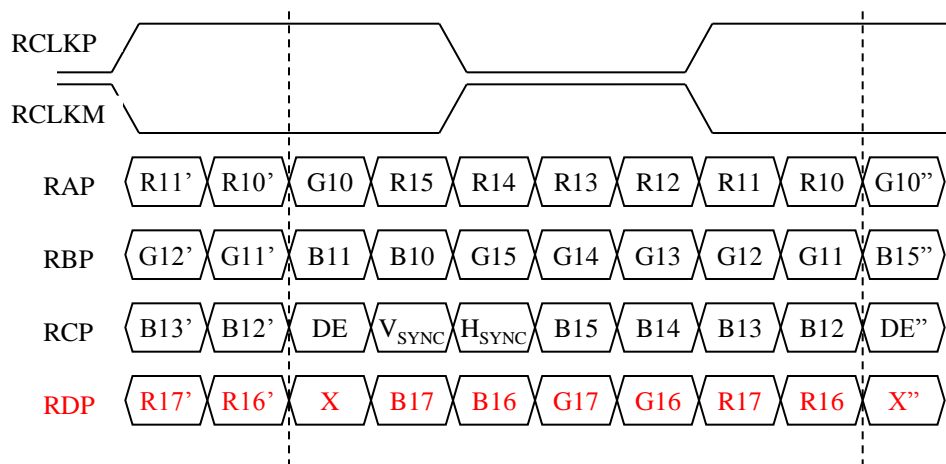 RCLKP
RCLKM
RAP R11’ R10’ G10 R15 R14 R13 R12 R11 R10 G10”
RBP G12’ G11’ B11 B10 G15 G14 G13 G12 G11 B15”
RCP B13’ B12’ DE VSYNC HSYNC B15 B14 B13 B12 DE”
RDP R17’ R16’ X B17 B16 G17 G16 R17 R16 X”